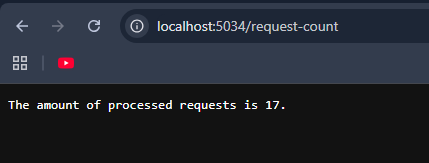 localhost:5034/request-count
The amount of processed requests is 17.